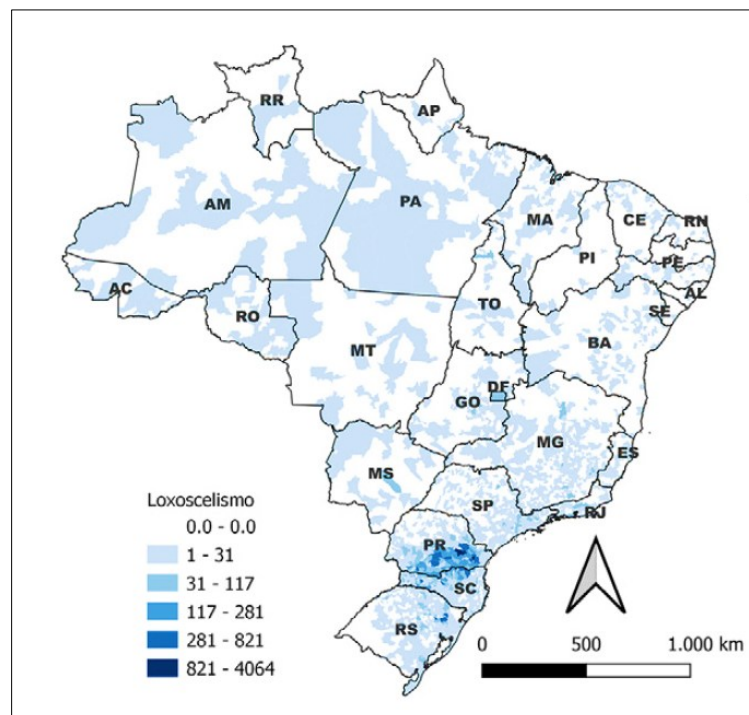 RR
AP
AM
PA
MA
CE
RN
PI
PE
AC
AL
TO
SE
RO
BA
MT
DF
GO
MG
MS
ES
SP
RJ
PR
SC
RS
Loxoscelismo
0.0 - 0.0
1 - 31
31 - 117
117 - 281
281 - 821
821 - 4064
0 500 1.000 km